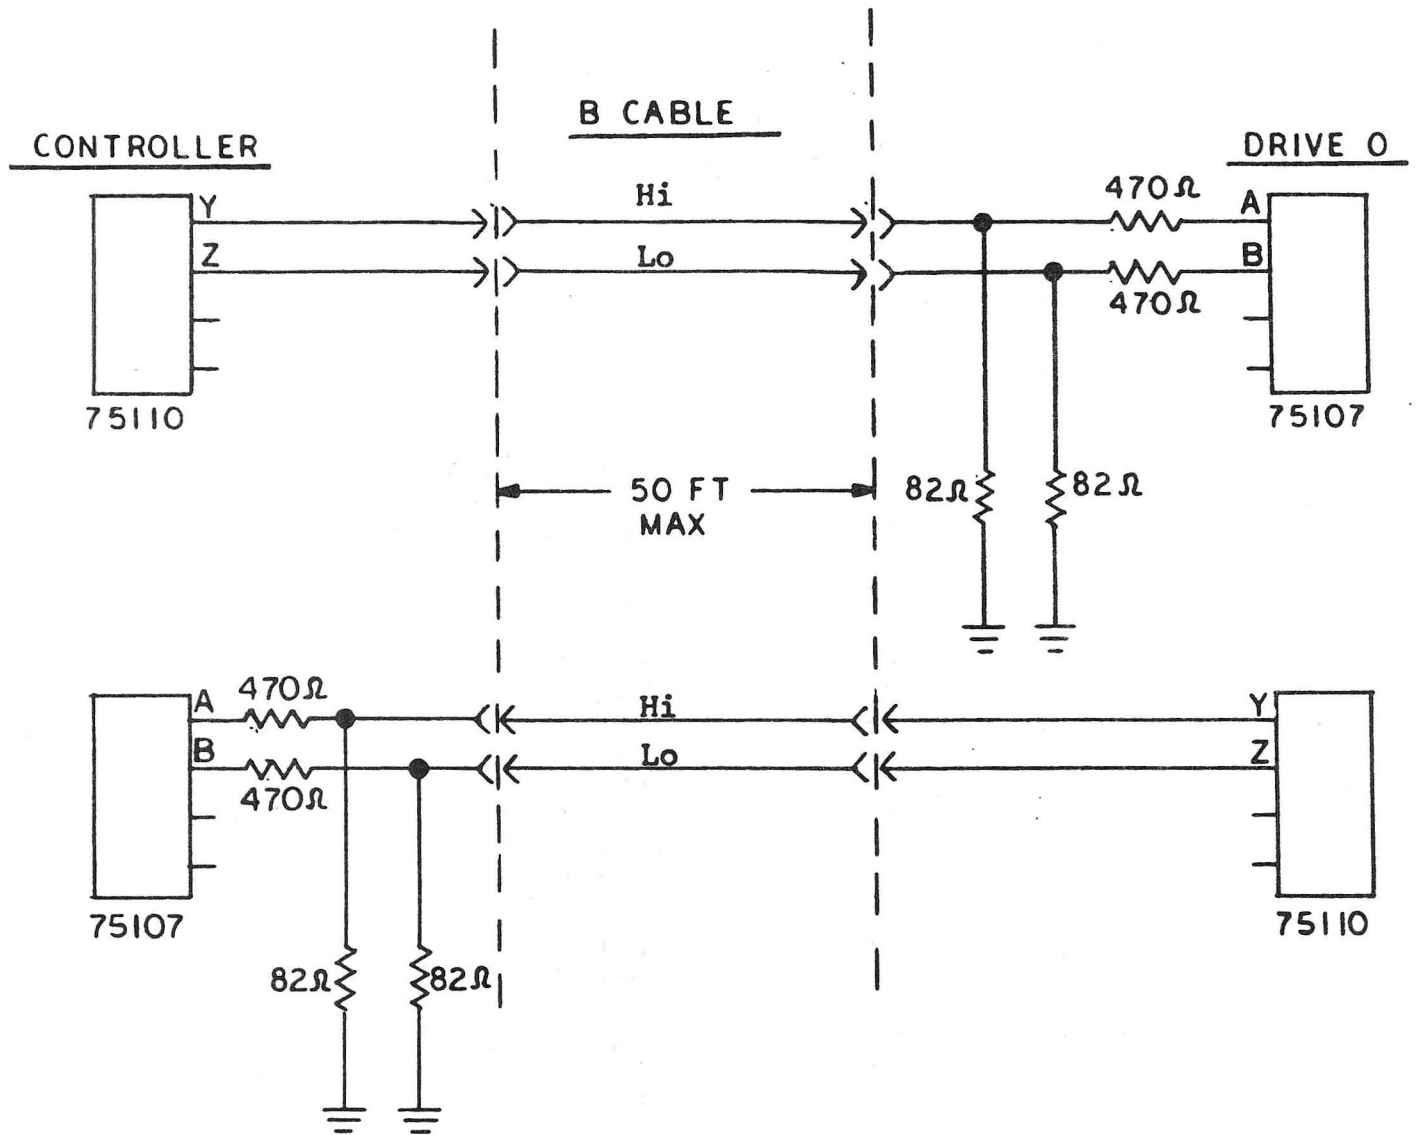 B CABLE
CONTROLLER
DRIVE 0
Y
Hi
470Ω
A
Z
Lo
B
470Ω
75110
75107
50 FT
MAX
82Ω
82Ω
A
470Ω
Hi
Y
B
Lo
Z
470Ω
75107
75110
82Ω
82Ω